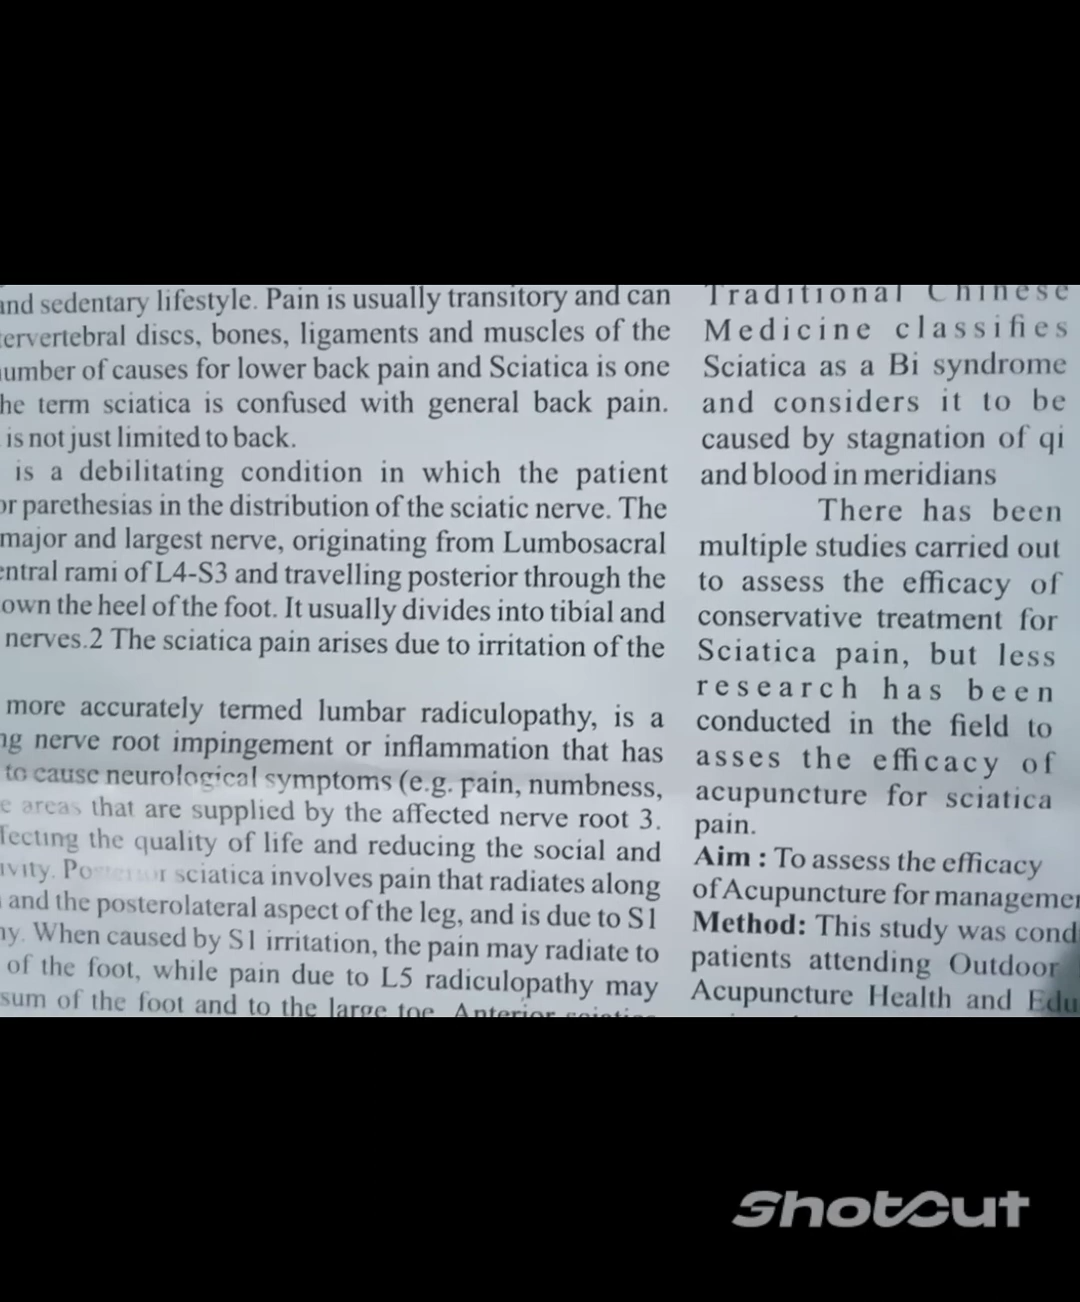 and sedentary lifestyle. Pain is usually transitory and can
tervertebral discs, bones, ligaments and muscles of the
number of causes for lower back pain and Sciatica is one
he term sciatica is confused with general back pain.
is not just limited to back.
is a debilitating condition in which the patient
or parethesias in the distribution of the sciatic nerve. The
major and largest nerve, originating from Lumbosacral
entral rami of L4-S3 and travelling posterior through the
own the heel of the foot. It usually divides into tibial and
nerves.2 The sciatica pain arises due to irritation of the
more accurately termed lumbar radiculopathy, is a
ng nerve root impingement or inflammation that has
to cause neurological symptoms (e.g. pain, numbness,
e areas that are supplied by the affected nerve root 3.
fecting the quality of life and reducing the social and
ivity. Posterior sciatica involves pain that radiates along
and the posterolateral aspect of the leg, and is due to S1
hy. When caused by S1 irritation, the pain may radiate to
of the foot, while pain due to L5 radiculopathy may
sum of the foot and to the large toe. Anterior sciatica
Traditional Chinese
Medicine classifies
Sciatica as a Bi syndrome
and considers it to be
caused by stagnation of qi
and blood in meridians
There has been
multiple studies carried out
to assess the efficacy of
conservative treatment for
Sciatica pain, but less
research has been
conducted in the field to
asses the efficacy of
acupuncture for sciatica
pain.
Aim : To assess the efficacy
of Acupuncture for managemen
Method: This study was cond
patients attending Outdoor
Acupuncture Health and Edu
Shotcut